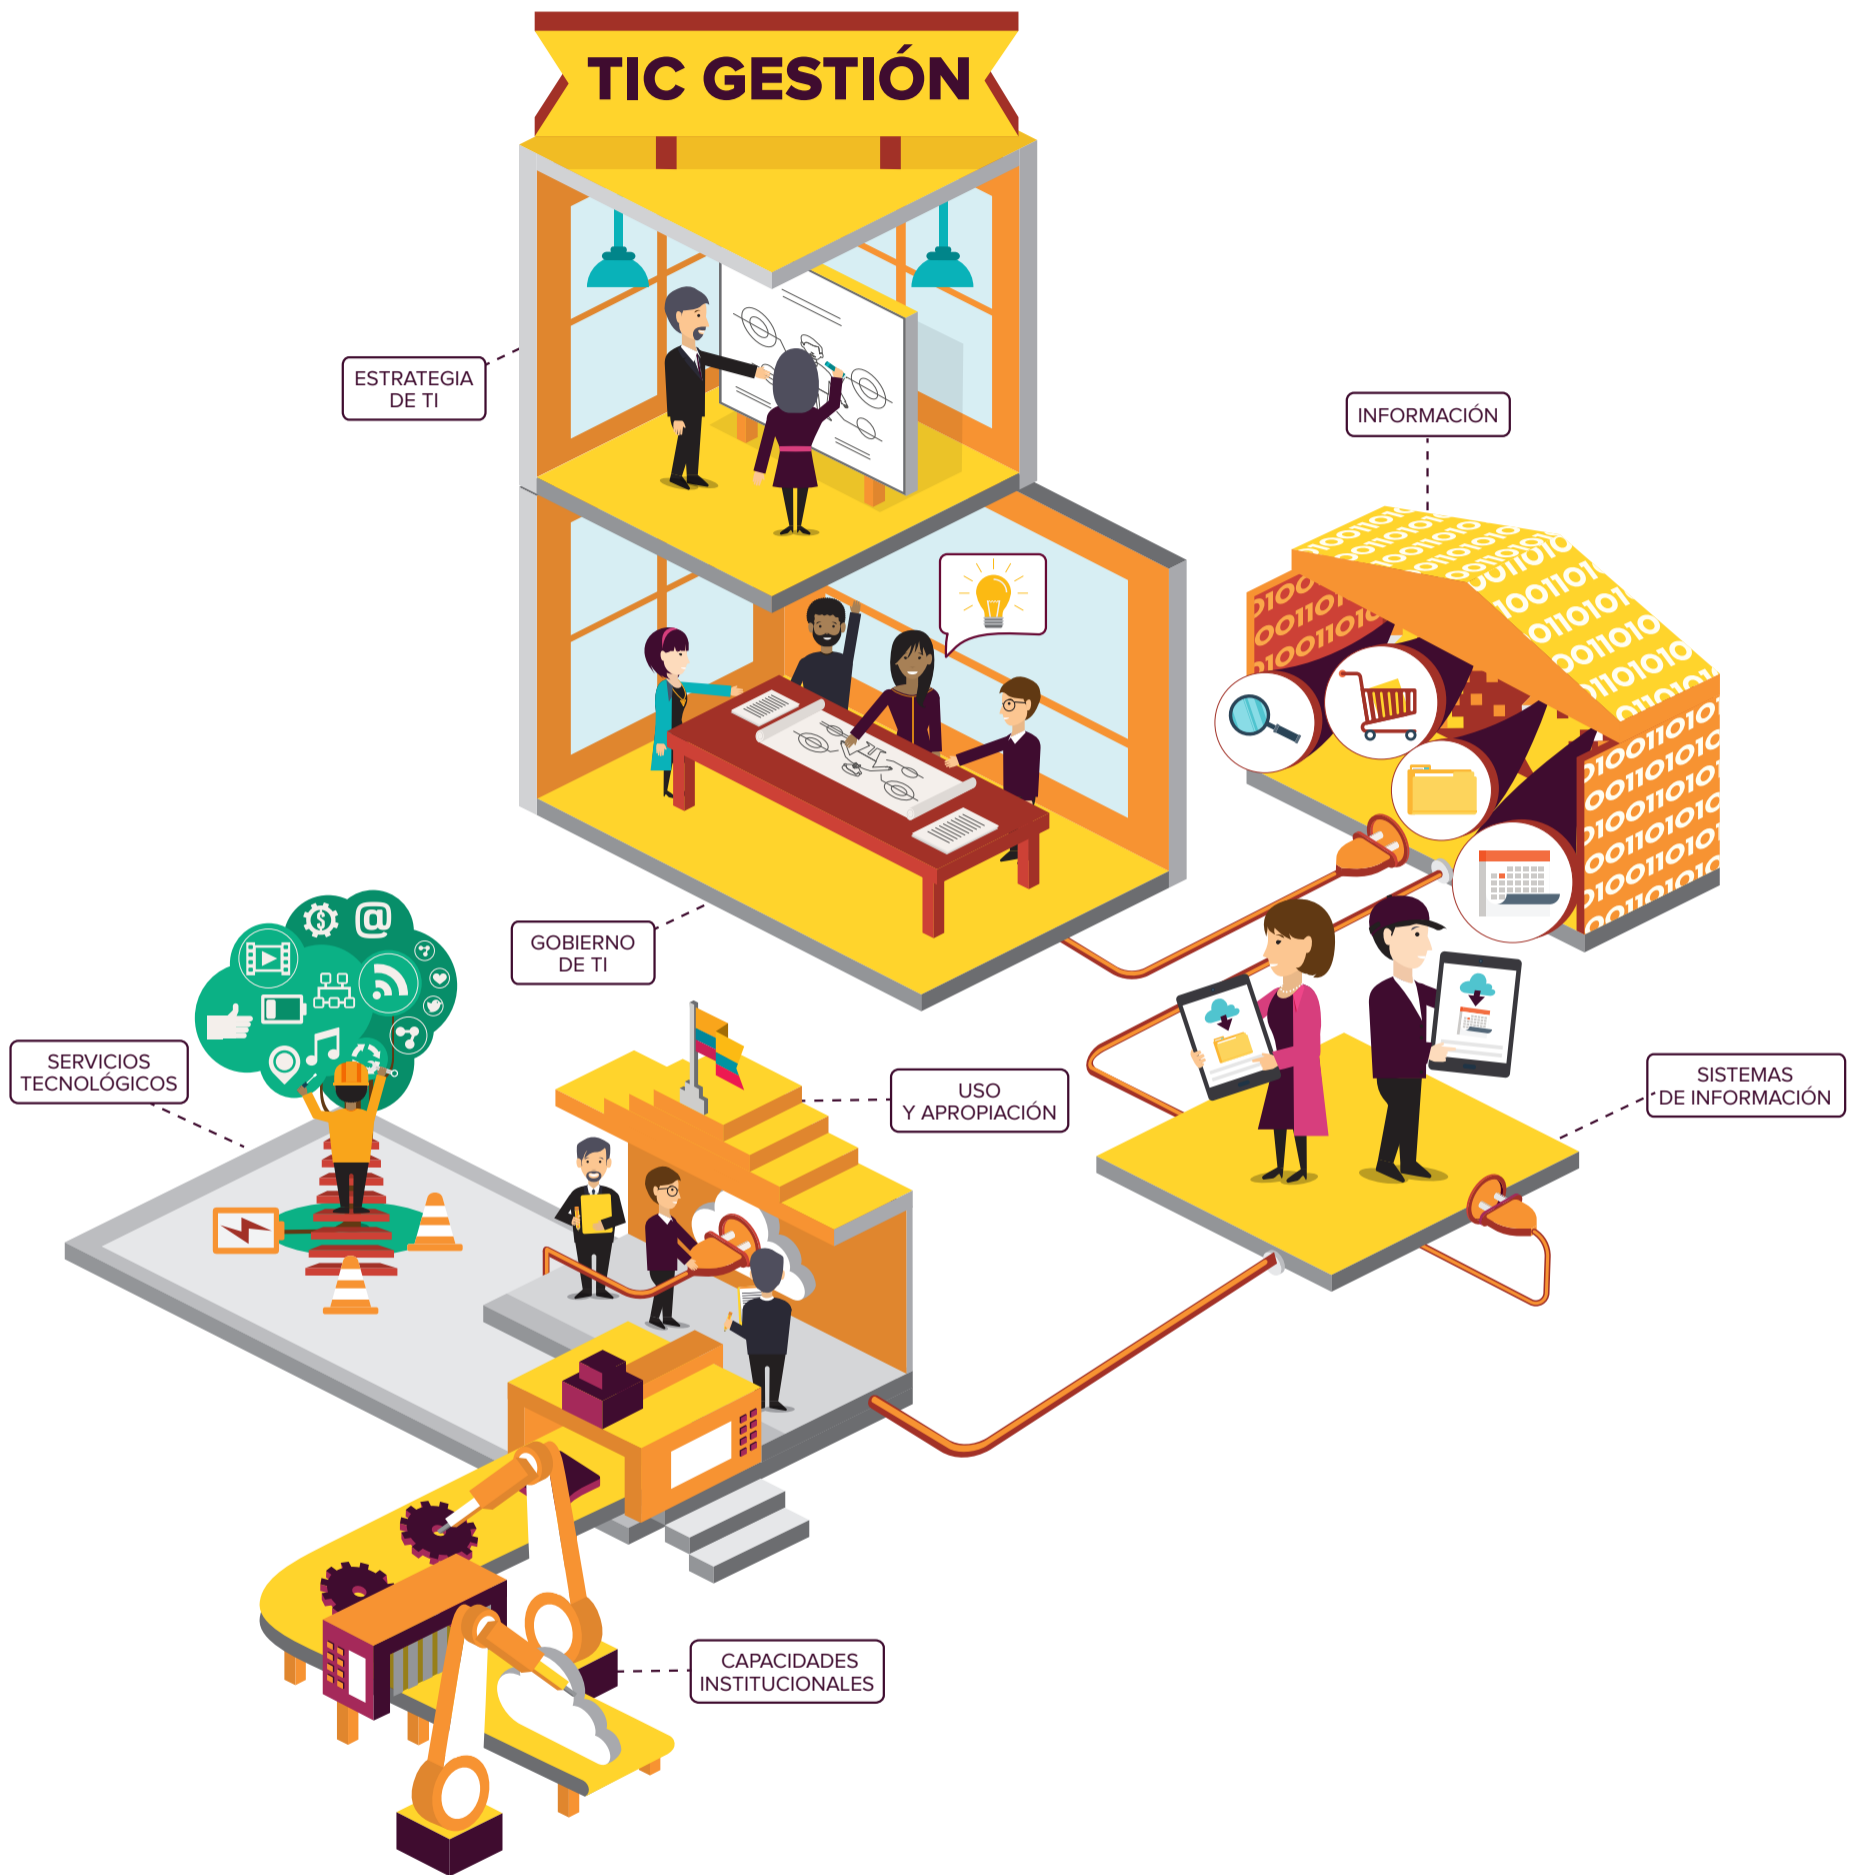 TIC GESTIÓN
ESTRATEGIA
DE TI
INFORMACIÓN
GOBIERNO
DE TI
SERVICIOS
TECNOLÓGICOS
USO
Y APROPIACIÓN
SISTEMAS
DE INFORMACIÓN
CAPACIDADES
INSTITUCIONALES